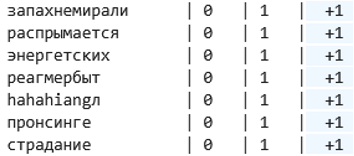 запахнемирали | 0 | 1 | +1
распрымается | 0 | 1 | +1
энергетских | 0 | 1 | +1
реагмербыт | 0 | 1 | +1
hahahiangл | 0 | 1 | +1
пронсинге | 0 | 1 | +1
страдание | 0 | 1 | +1